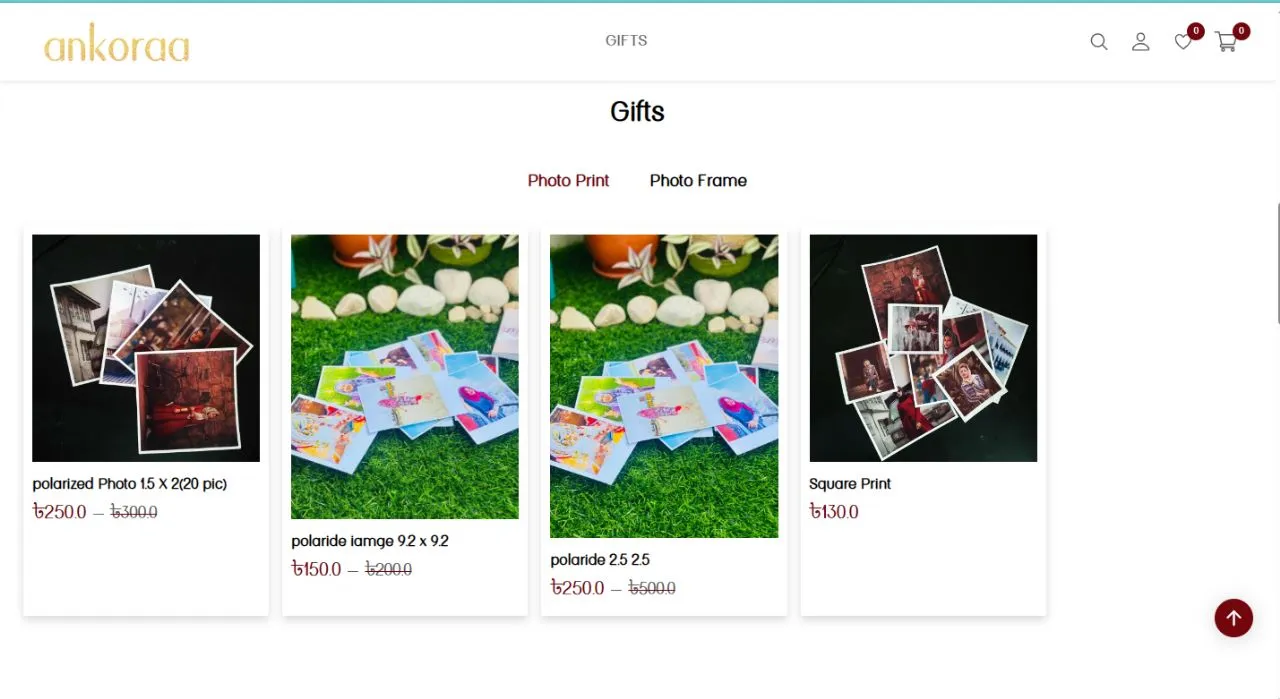 ankoraa
GIFTS
0
0
Gifts
Photo Print
Photo Frame
polarized Photo 1.5 X 2(20 pic)
৳250.0 – ৳300.0
polaride iamge 9.2 x 9.2
৳150.0 – ৳200.0
polaride 2.5 2.5
৳250.0 – ৳500.0
Square Print
৳130.0